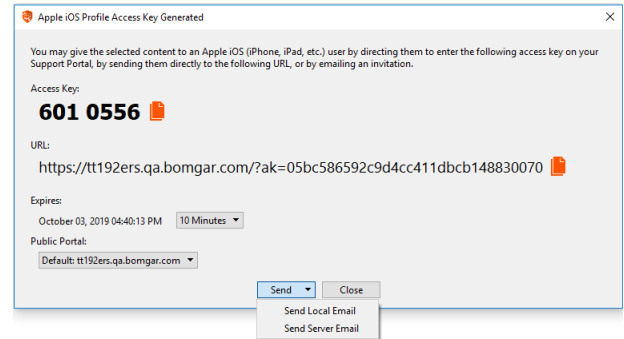 Apple iOS Profile Access Key Generated
You may give the selected content to an Apple iOS (iPhone, iPad, etc.) user by directing them to enter the following access key on your
Support Portal, by sending them directly to the following URL, or by emailing an invitation.
Access Key:
601 0556
URL:
https://tt192ers.qa.bomgar.com/?ak=05bc586592c9d4cc411dbcb148830070
Expires:
October 03, 2019 04:40:13 PM 10 Minutes
Public Portal:
Default: tt192ers.qa.bomgar.com
Send Close
Send Local Email
Send Server Email